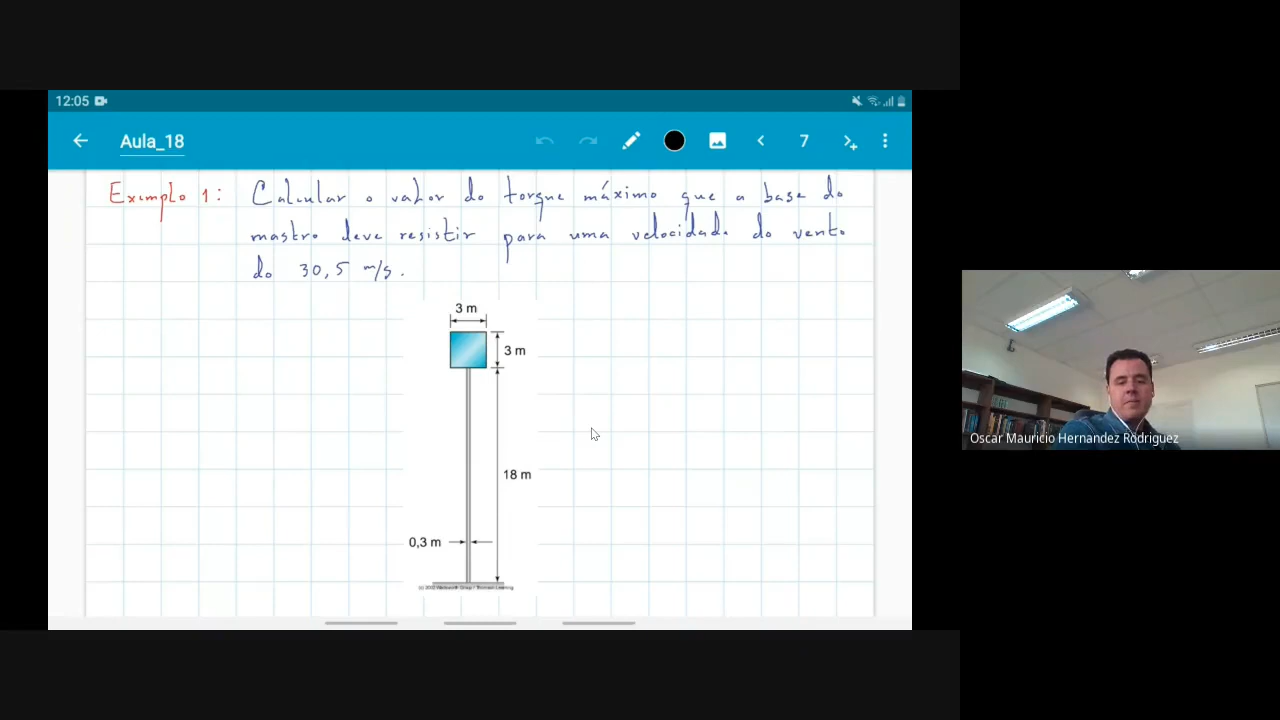 12:05
Aula_18
7
Exemplo 1: Calcular o valor do torque máximo que a base do
mastro deve resistir para uma velocidade do vento
do 30,5 m/s.
3 m
3 m
18 m
0,3 m
Oscar Mauricio Hernandez Rodriguez